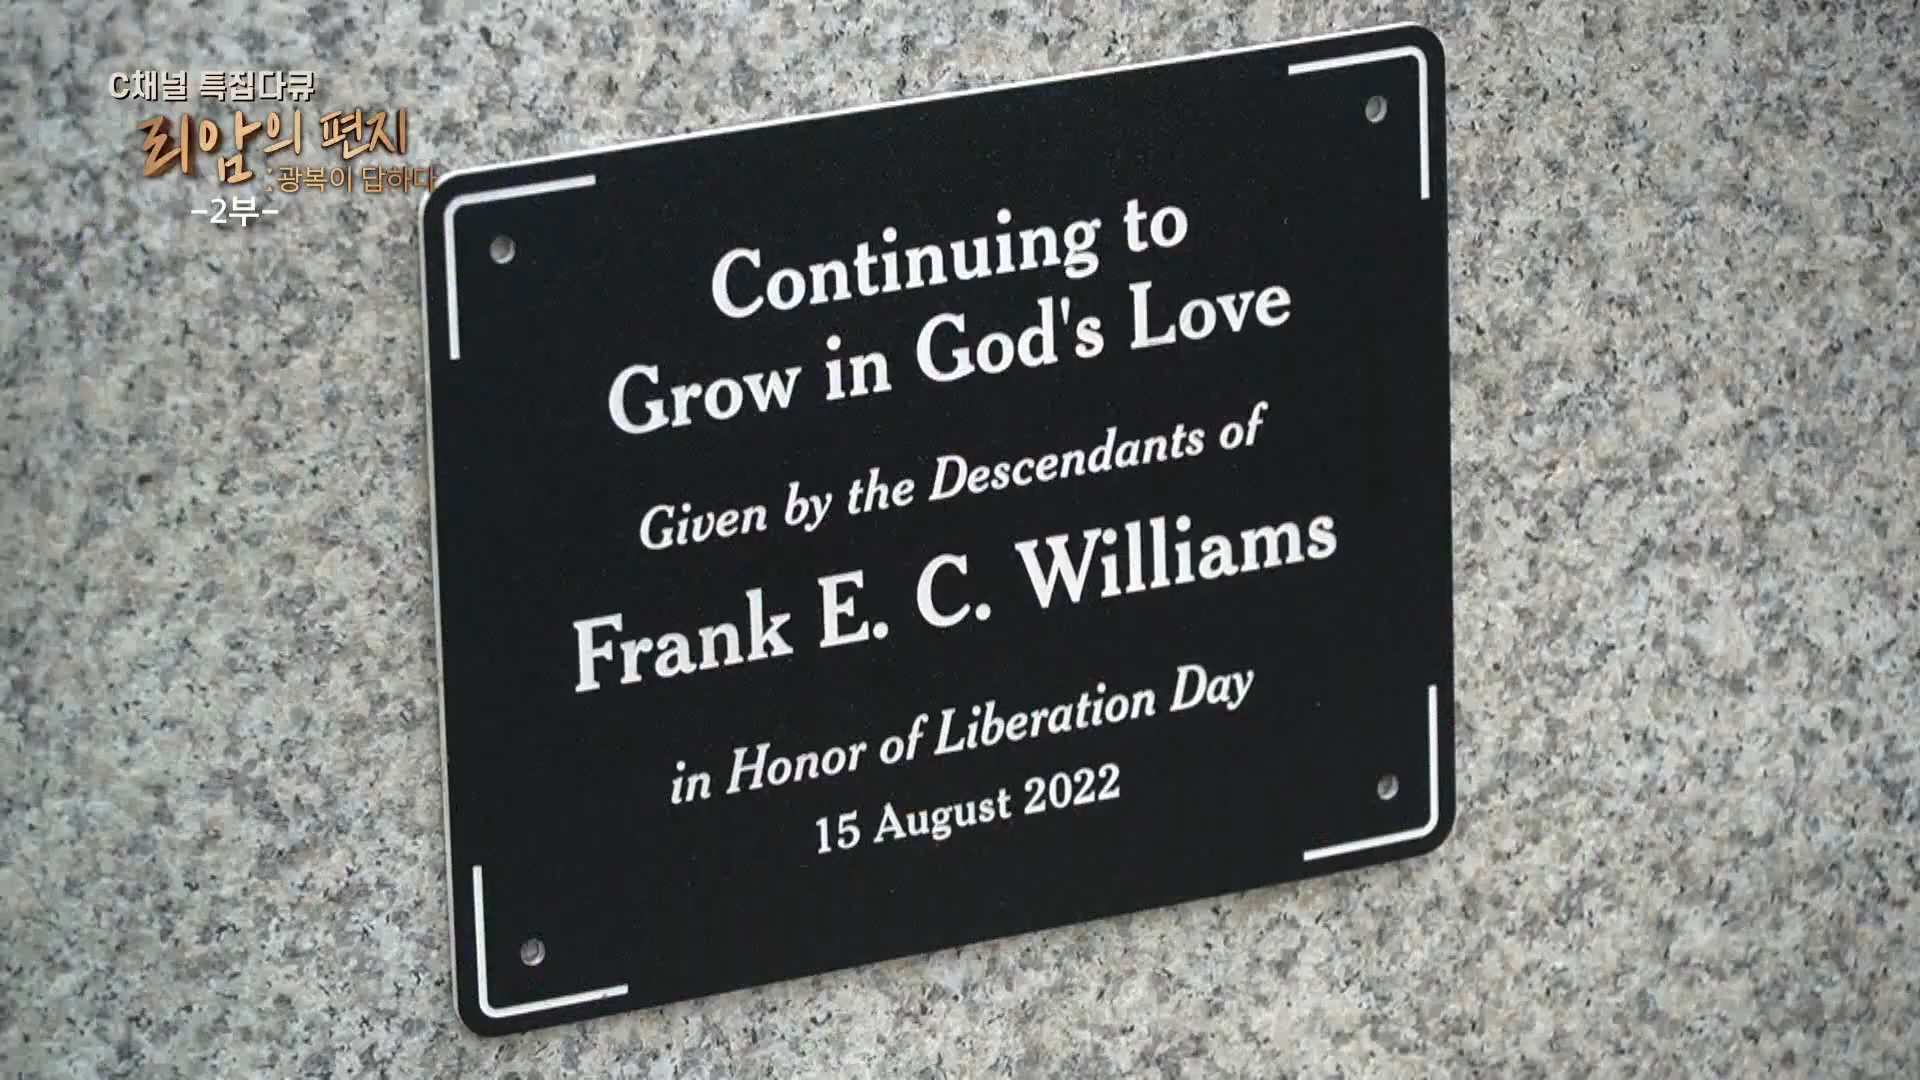 C채널 특집다큐
리암의 편지
:광복이 답하다
-2부-
Continuing to
Grow in God's Love
Given by the Descendants of
Frank E. C. Williams
in Honor of Liberation Day
15 August 2022